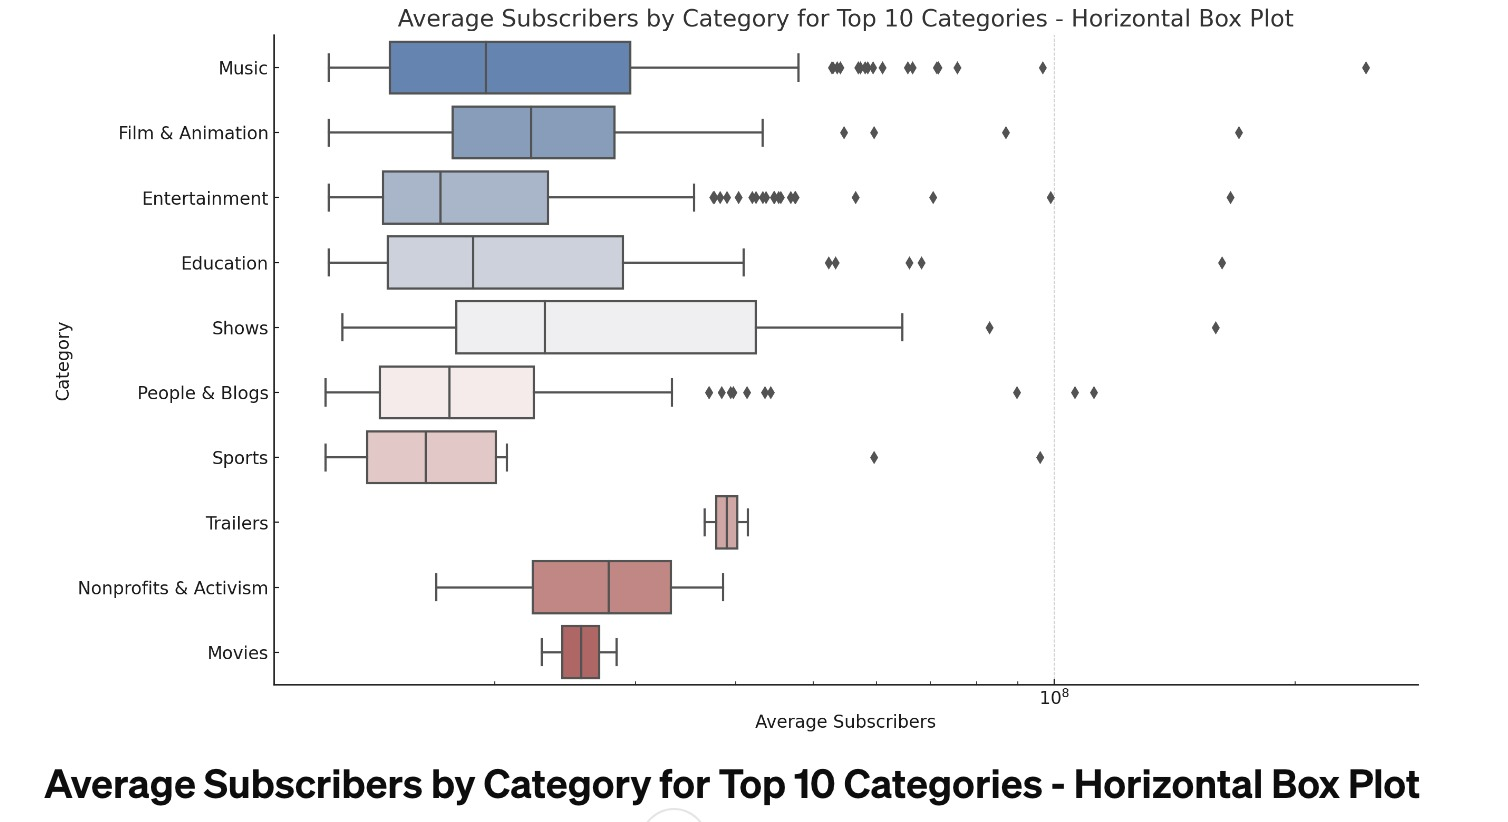 Average Subscribers by Category for Top 10 Categories - Horizontal Box Plot
Music
Film & Animation
Entertainment
Education
Shows
People & Blogs
Sports
Trailers
Nonprofits & Activism
Movies
Category
10⁸
Average Subscribers
Average Subscribers by Category for Top 10 Categories - Horizontal Box Plot